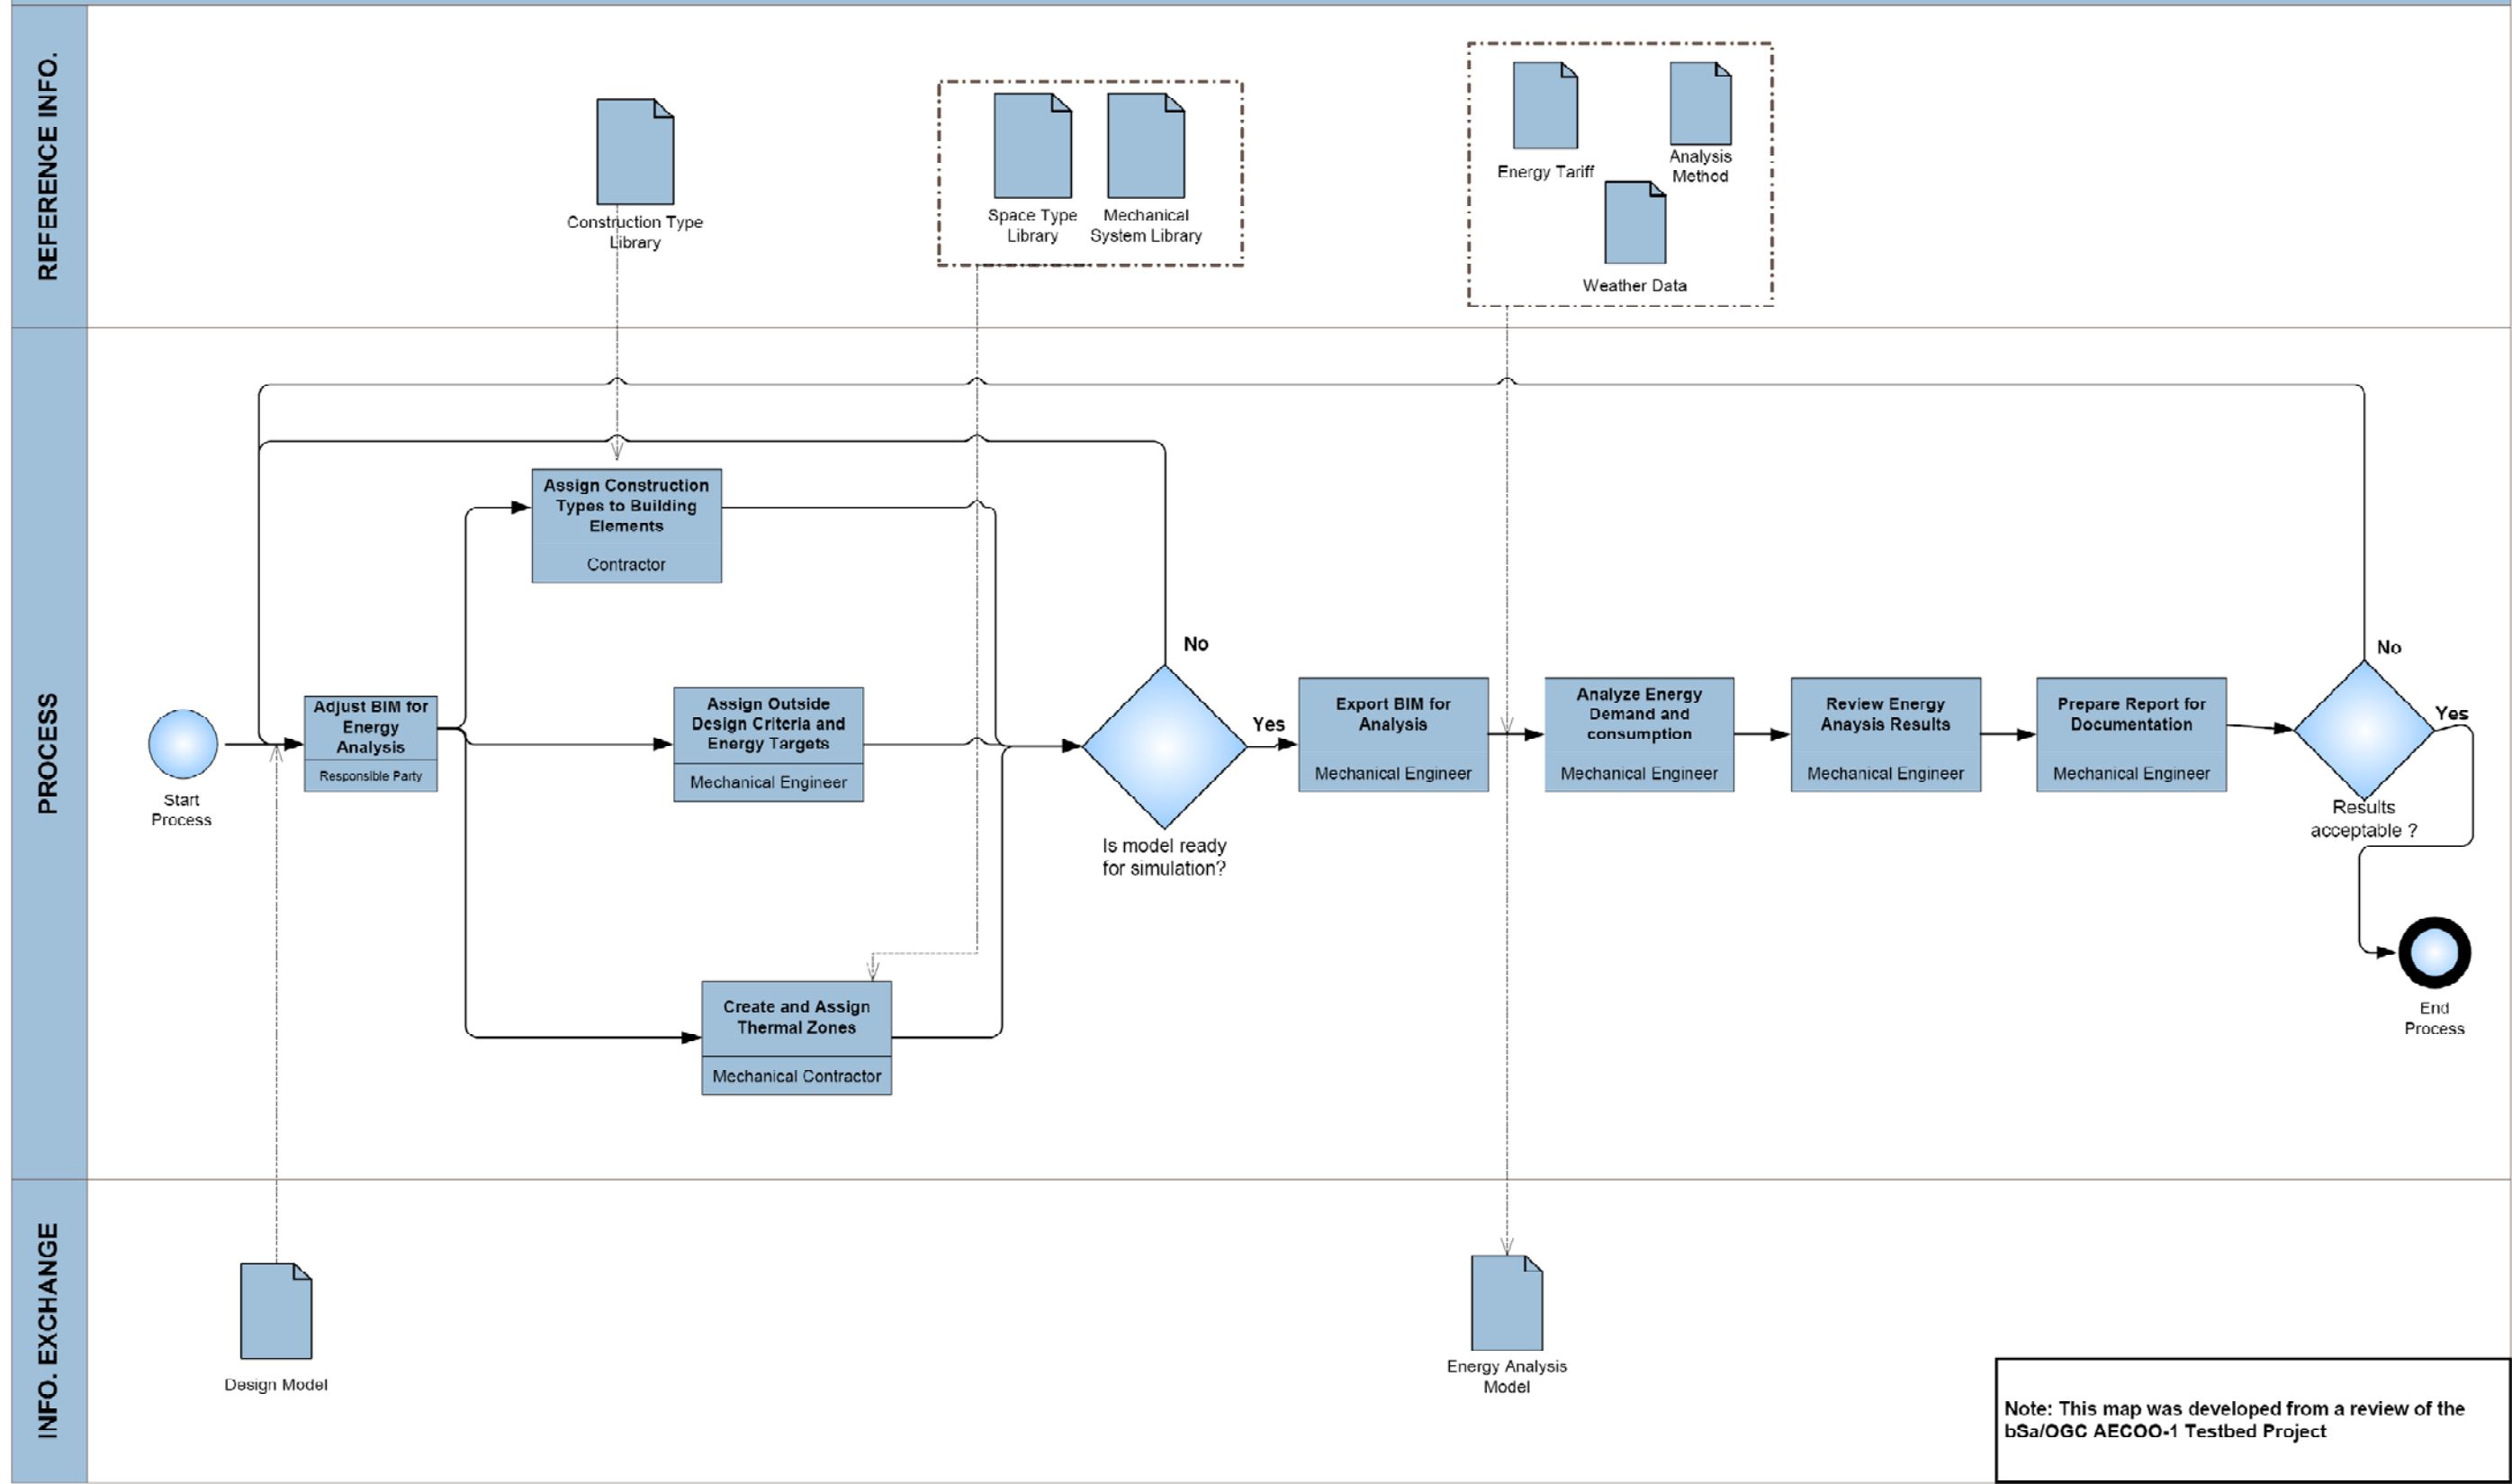 REFERENCE INFO.
Construction Type
Library
Space Type
Library
Mechanical
System Library
Energy Tariff
Analysis
Method
Weather Data
PROCESS
Start
Process
Adjust BIM for
Energy
Analysis
Responsible Party
Assign Construction
Types to Building
Elements
Contractor
Assign Outside
Design Criteria and
Energy Targets
Mechanical Engineer
Create and Assign
Thermal Zones
Mechanical Contractor
No
Yes
Is model ready
for simulation?
Export BIM for
Analysis
Mechanical Engineer
Analyze Energy
Demand and
consumption
Mechanical Engineer
Review Energy
Anaysis Results
Mechanical Engineer
Prepare Report for
Documentation
Mechanical Engineer
No
Yes
Results
acceptable ?
End
Process
INFO. EXCHANGE
Design Model
Energy Analysis
Model
Note: This map was developed from a review of the
bSa/OGC AECOO-1 Testbed Project